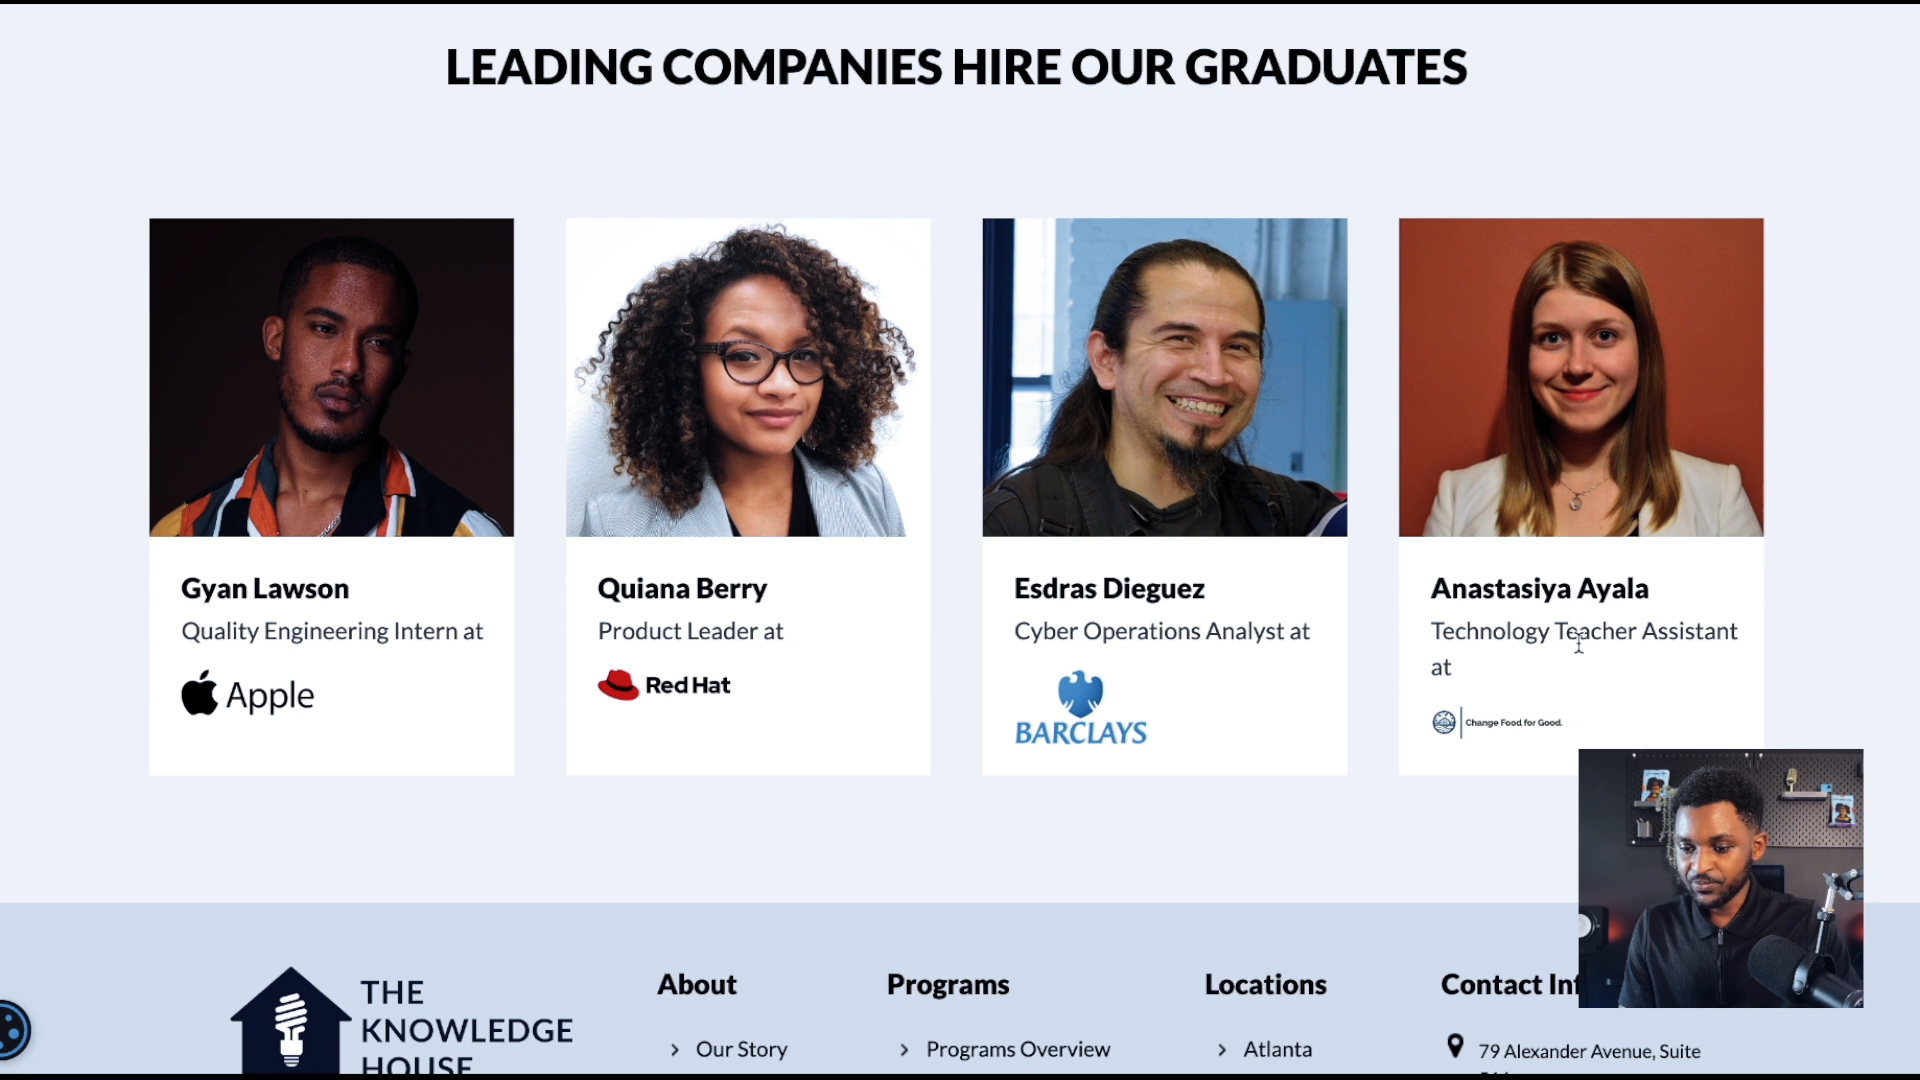 LEADING COMPANIES HIRE OUR GRADUATES
Gyan Lawson
Quality Engineering Intern at
Apple
Quiana Berry
Product Leader at
Red Hat
Esdras Dieguez
Cyber Operations Analyst at
BARCLAYS
Anastasiya Ayala
Technology Teacher Assistant
at
Change Food for Good.
THE
KNOWLEDGE
HOUSE
About
Our Story
Programs
Programs Overview
Locations
Atlanta
Contact
79 Alexander Avenue, Suite